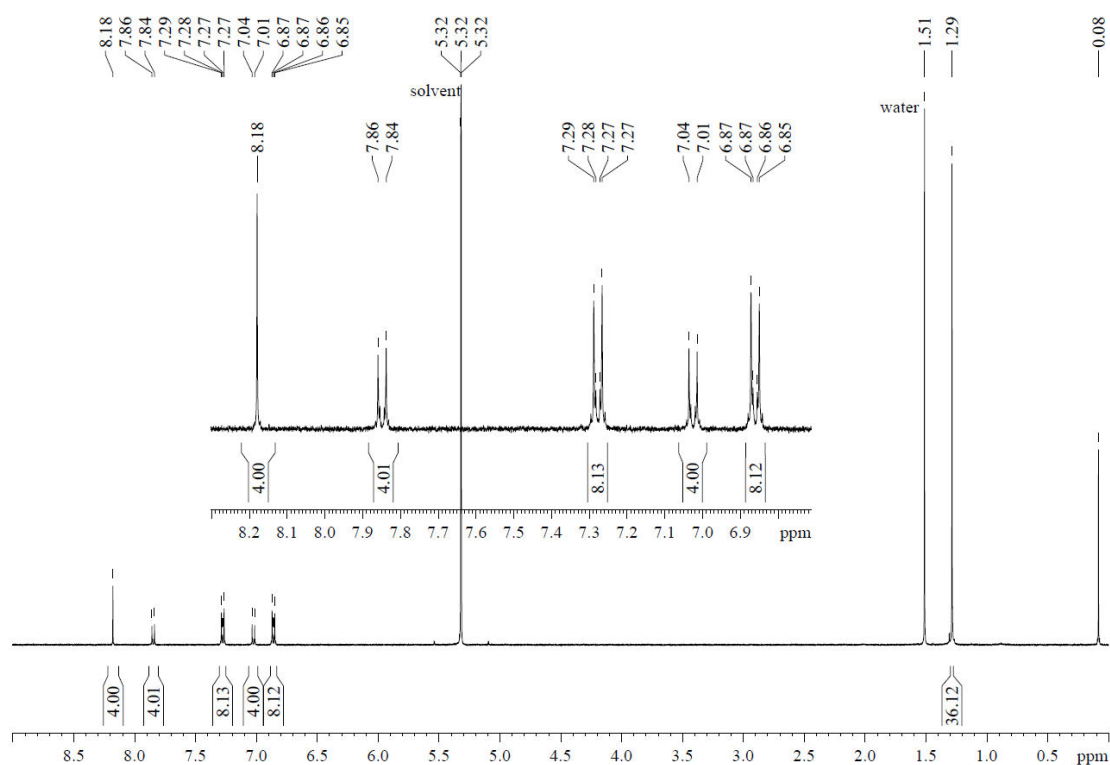 8.18 7.86 7.84 7.29 7.28 7.27 7.27 7.04 7.01 6.87 6.87 6.86 6.85 5.32 5.32 5.32 1.51 1.29 0.08
solvent
water
8.18 7.86 7.84 7.29 7.28 7.27 7.27 7.04 7.01 6.87 6.87 6.86 6.85
4.00 4.01 8.13 4.00 8.12
8.2 8.1 8.0 7.9 7.8 7.7 7.6 7.5 7.4 7.3 7.2 7.1 7.0 6.9 ppm
4.00 4.01 8.13 4.00 8.12 36.12
8.5 8.0 7.5 7.0 6.5 6.0 5.5 5.0 4.5 4.0 3.5 3.0 2.5 2.0 1.5 1.0 0.5 ppm